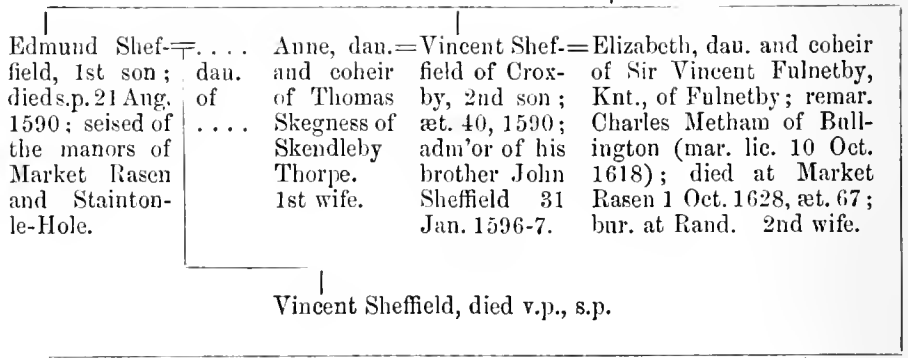 Edmund Shef-=.... 
field, 1st son; dau.
died s.p. 21 Aug. of
1590; seised of ....
the manors of
Market Rasen
and Stainton-
le-Hole.
Anne, dau.=
and coheir
of Thomas
Skegness of
Skendleby
Thorpe.
1st wife.
Vincent Shef-=
field of Crox-
by, 2nd son;
æt. 40, 1590;
adm'or of his
brother John
Sheffield 31
Jan. 1596-7.
Elizabeth, dau. and coheir
of Sir Vincent Fulnetby,
Knt., of Fulnetby; remar.
Charles Metham of Bull-
ington (mar. lic. 10 Oct.
1618); died at Market
Rasen 1 Oct. 1628, æt. 67;
bur. at Rand. 2nd wife.
Vincent Sheffield, died v.p., s.p.